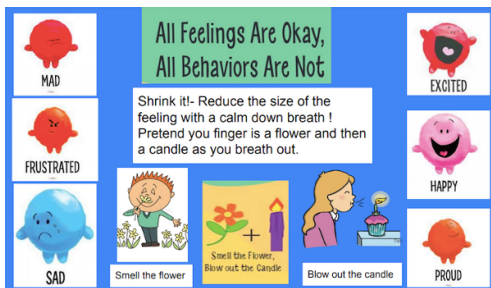 All Feelings Are Okay,
All Behaviors Are Not
MAD
FRUSTRATED
SAD
Shrink it!- Reduce the size of the
feeling with a calm down breath !
Pretend you finger is a flower and then
a candle as you breath out.
Smell the flower
Smell the Flower,
Blow out the Candle
Blow out the candle
EXCITED
HAPPY
PROUD